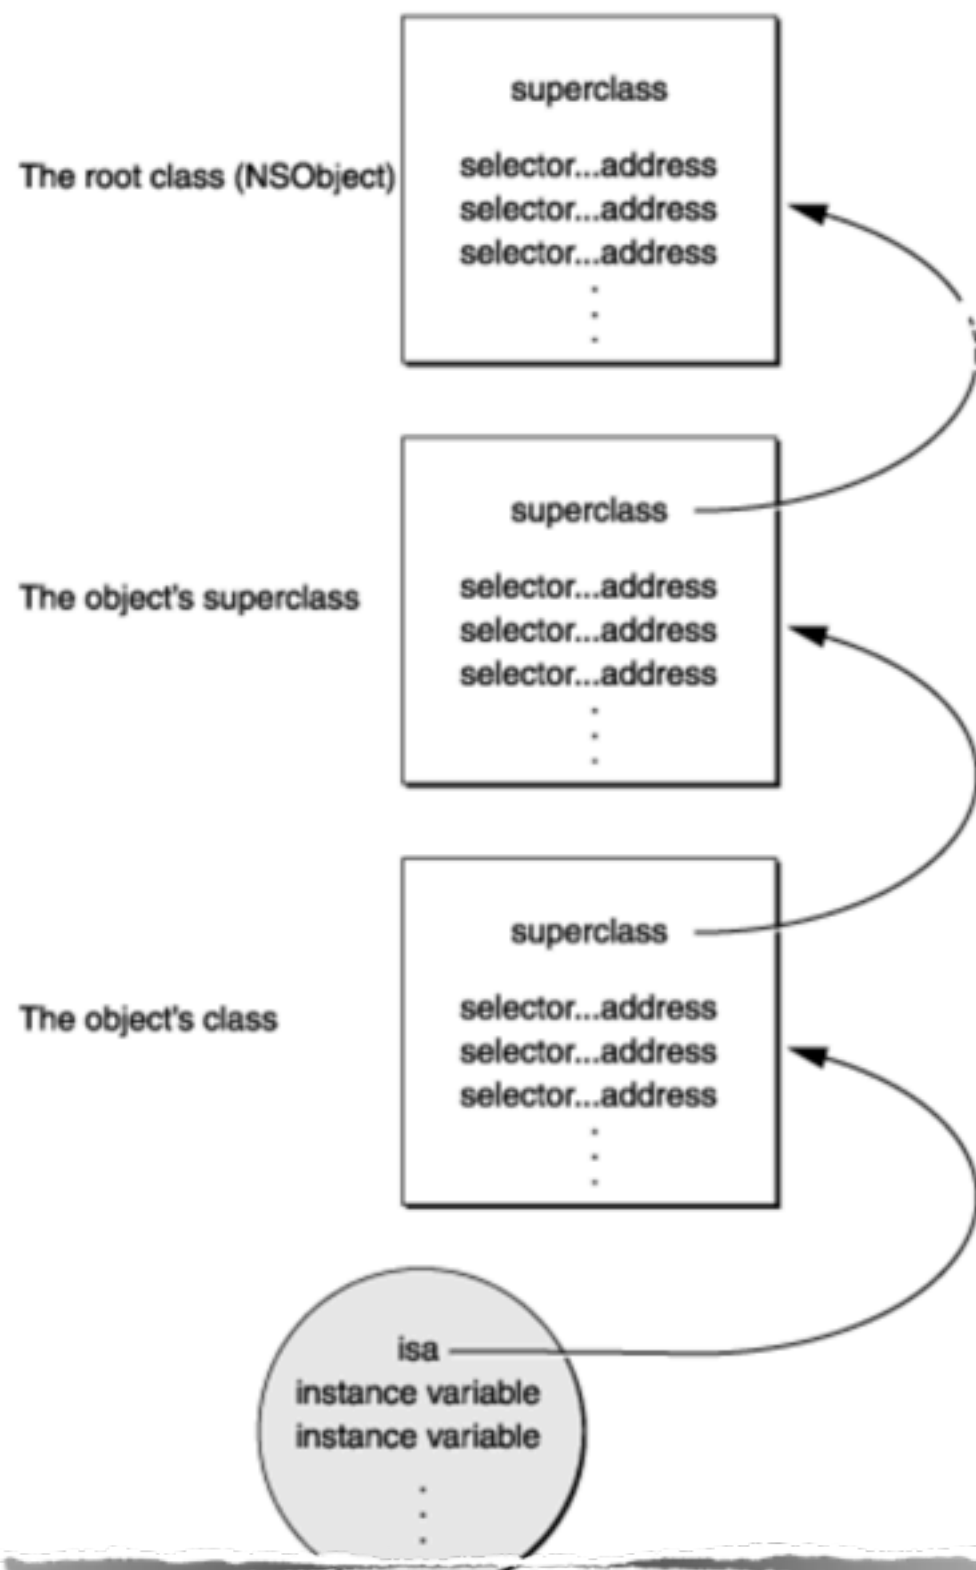 superclass
The root class (NSObject)
selector...address
selector...address
selector...address
superclass
The object's superclass
selector...address
selector...address
selector...address
superclass
The object's class
selector...address
selector...address
selector...address
isa
instance variable
instance variable